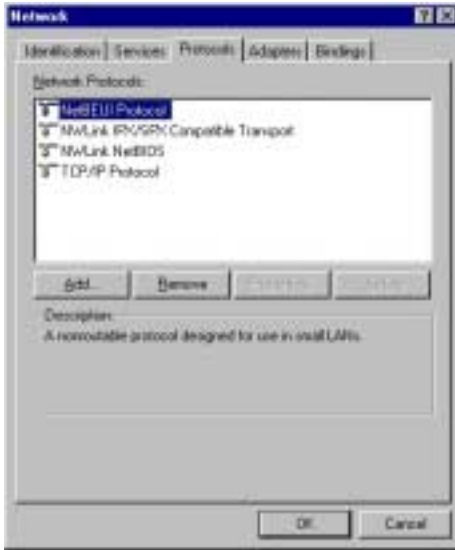 Network
Identification Services Protocols Adapters Bindings
Network Protocols:
NetBEUI Protocol
NWLink IPX/SPX Compatible Transport
NWLink NetBIOS
TCP/IP Protocol
Add... Remove
Description:
A nonroutable protocol designed for use in small LANs.
OK Cancel